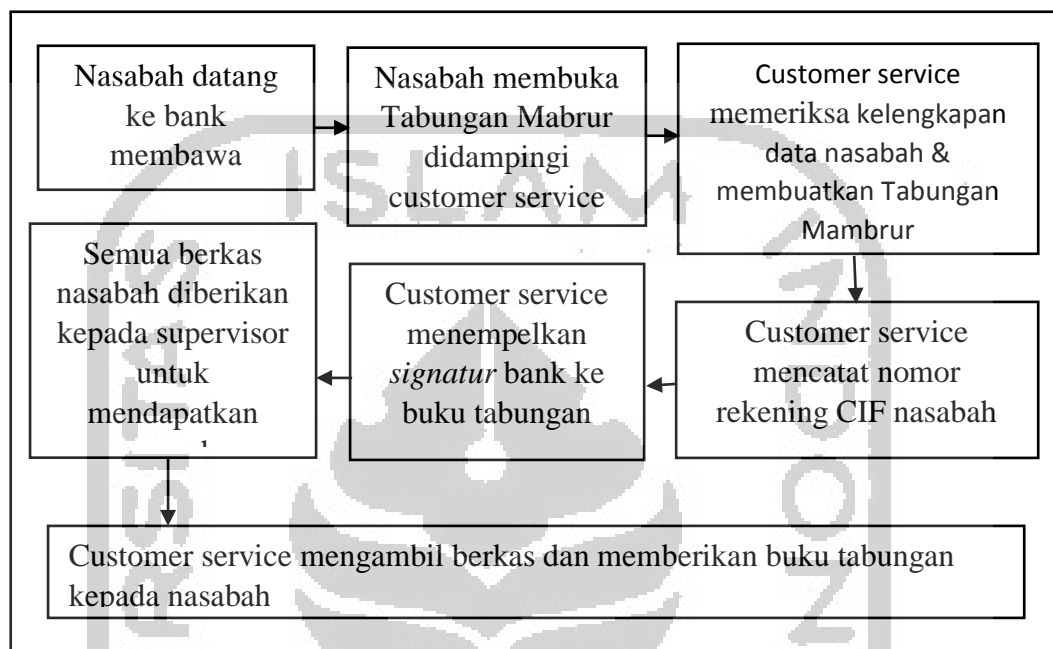 Nasabah datang
ke bank
membawa
Nasabah membuka
Tabungan Mabrur
didampingi
customer service
Customer service
memeriksa kelengkapan
data nasabah &
membuatkan Tabungan
Mambrur
Customer service
mencatat nomor
rekening CIF nasabah
Customer service
menempelkan
signatur bank ke
buku tabungan
Semua berkas
nasabah diberikan
kepada supervisor
untuk
mendapatkan
Customer service mengambil berkas dan memberikan buku tabungan
kepada nasabah
ISLAM